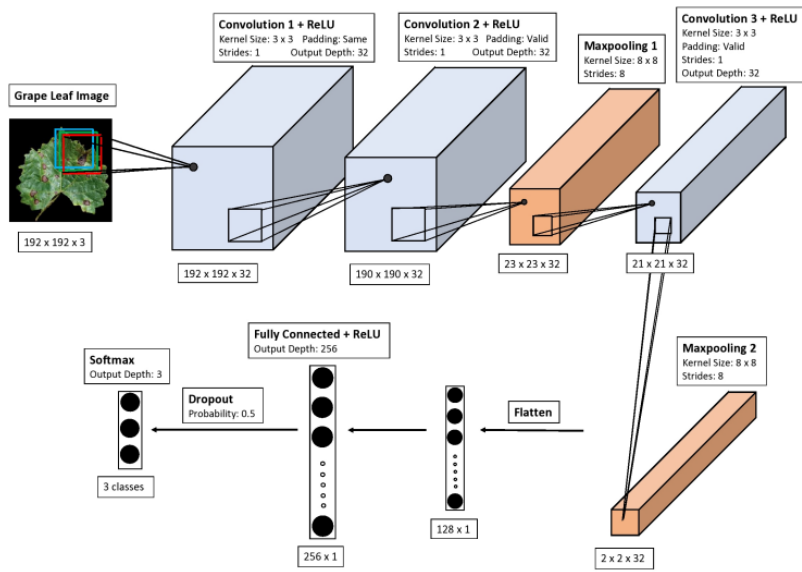 Grape Leaf Image
192 x 192 x 3
Convolution 1 + ReLU
Kernel Size: 3 x 3 Padding: Same
Strides: 1 Output Depth: 32
192 x 192 x 32
Convolution 2 + ReLU
Kernel Size: 3 x 3 Padding: Valid
Strides: 1 Output Depth: 32
190 x 190 x 32
Maxpooling 1
Kernel Size: 8 x 8
Strides: 8
23 x 23 x 32
Convolution 3 + ReLU
Kernel Size: 3 x 3
Padding: Valid
Strides: 1
Output Depth: 32
21 x 21 x 32
Maxpooling 2
Kernel Size: 8 x 8
Strides: 8
2 x 2 x 32
Flatten
128 x 1
Fully Connected + ReLU
Output Depth: 256
256 x 1
Dropout
Probability: 0.5
Softmax
Output Depth: 3
3 classes